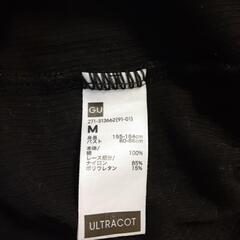 GU
271-313662(91-01)
M
身長 155-164cm
バスト 80-86cm
本体/
綿 100%
レース部分/
ナイロン 85%
ポリウレタン 15%
ULTRACOT